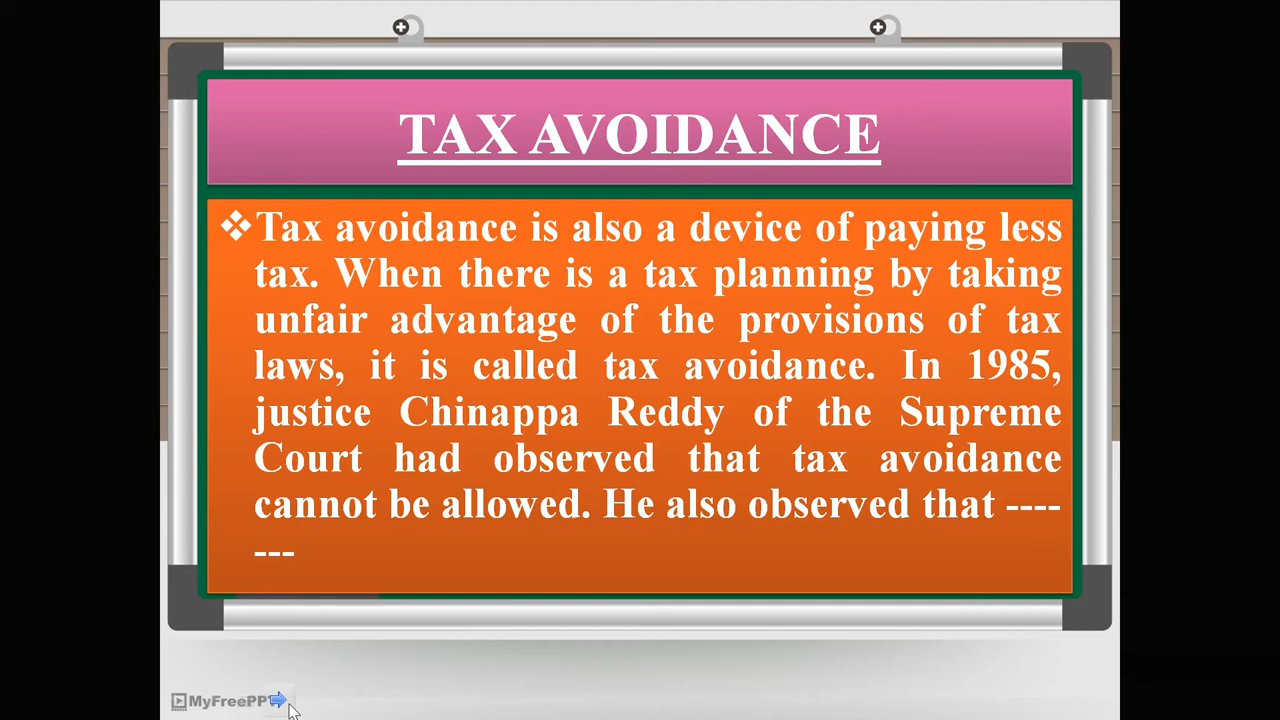 TAX AVOIDANCE
❖Tax avoidance is also a device of paying less
tax. When there is a tax planning by taking
unfair advantage of the provisions of tax
laws, it is called tax avoidance. In 1985,
justice Chinappa Reddy of the Supreme
Court had observed that tax avoidance
cannot be allowed. He also observed that ----
---
MyFreePP